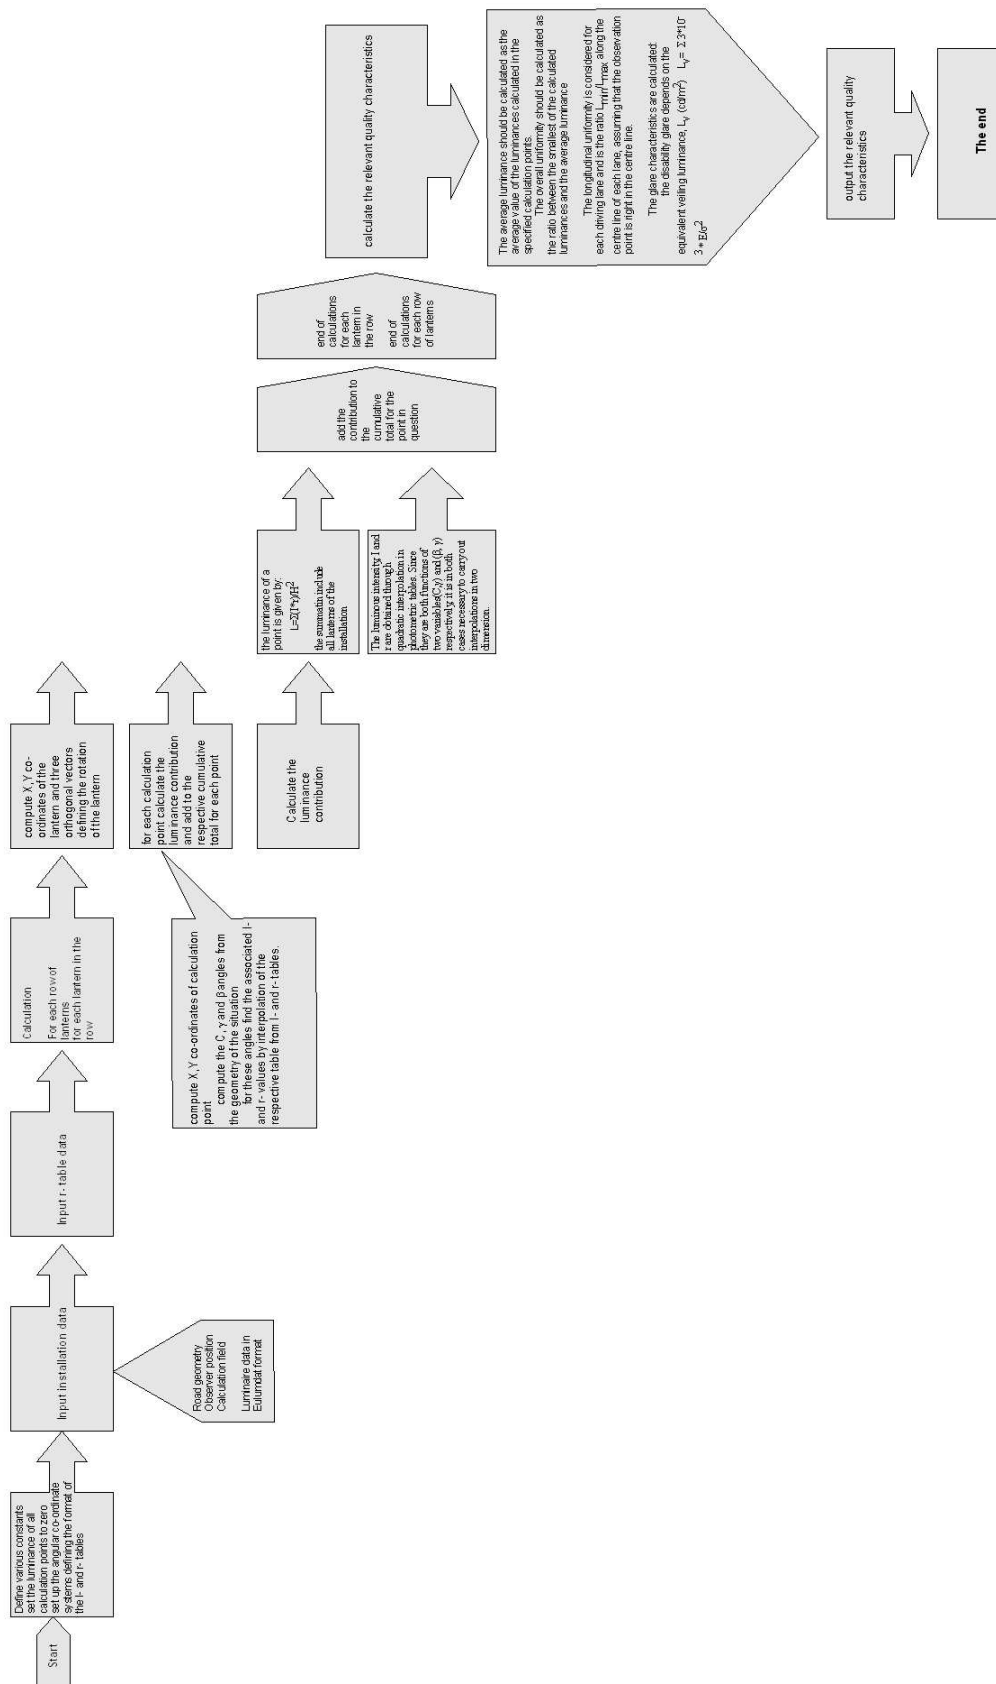 Start
Define various constants
set the luminance of all
calculation points to zero
set up the angular co-ordinate
systems defining the format of
the I- and r- tables
Input installation data
Road geometry
Observer position
Calculation field
Luminaire data in
Eulumdat format
Input r- table data
Calculation
For each row of
lanterns
for each lantern in the
row
compute X,Y co-
ordinates of the
lantern and three
orthogonal vectors
defining the rotation
of the lantern
compute X,Y co-ordinates of calculation
point
compute the C, γ and β angles from
the geometry of the situation
for these angles find the associated I-
and r- values by interpolation of the
respective table from I- and r- tables.
for each calculation
point calculate the
luminance contribution
and add to the
respective cumulative
total for each point
Calculate the
luminance
contribution
the luminance of a
point is given by:
L=Σ(I*r)/H²
the summatin include
all lanterns of the
installation
The luminous intensity, I and
r are obtained through
quadratic interpolation in
photometric tables. Since
they are both functions of
two variables(C,γ) and (β, γ)
respectively, it is in both
cases necessary to carry out
interpolations in two
dimension.
add the
contribution to
the
cumulative
total for the
point in
question
end of
calculations
for each
lantern in
the row
end of
calculations
for each row
of lanterns
calculate the relevant quality characteristics
The average luminance should be calculated as the
average value of the luminances calculated in the
specified calculation points.
The overall uniformity should be calculated as
the ratio between the smallest of the calculated
luminances and the average luminance
The longitudinal uniformity is considered for
each driving lane and is the ratio Lmin/Lmax along the
centre line of each lane, assuming that the observation
point is right in the centre line.
The glare characteristics are calculated:
the disability glare depends on the
equivalent veiling luminance, Lv (cd/m²) Lv= Σ 3*10⁻
³ * E/σ²
output the relevant quality
characteristics
The end